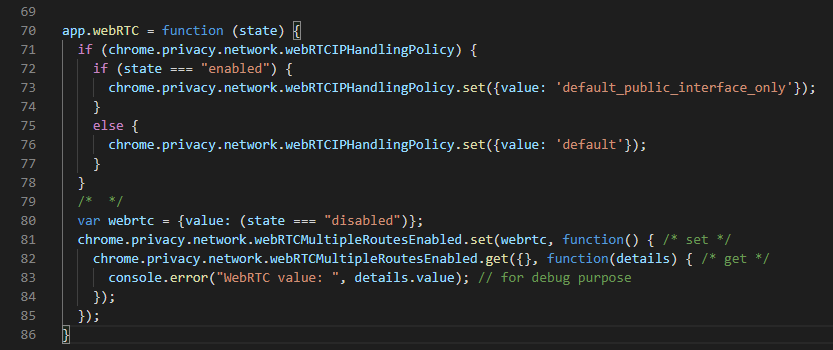 69
70 app.webRTC = function (state) {
71   if (chrome.privacy.network.webRTCIPHandlingPolicy) {
72     if (state === "enabled") {
73       chrome.privacy.network.webRTCIPHandlingPolicy.set({value: 'default_public_interface_only'});
74     }
75     else {
76       chrome.privacy.network.webRTCIPHandlingPolicy.set({value: 'default'});
77     }
78   }
79   /*  */
80   var webrtc = {value: (state === "disabled")};
81   chrome.privacy.network.webRTCMultipleRoutesEnabled.set(webrtc, function() { /* set */
82     chrome.privacy.network.webRTCMultipleRoutesEnabled.get({}, function(details) { /* get */
83       console.error("WebRTC value: ", details.value); // for debug purpose
84     });
85   });
86 }